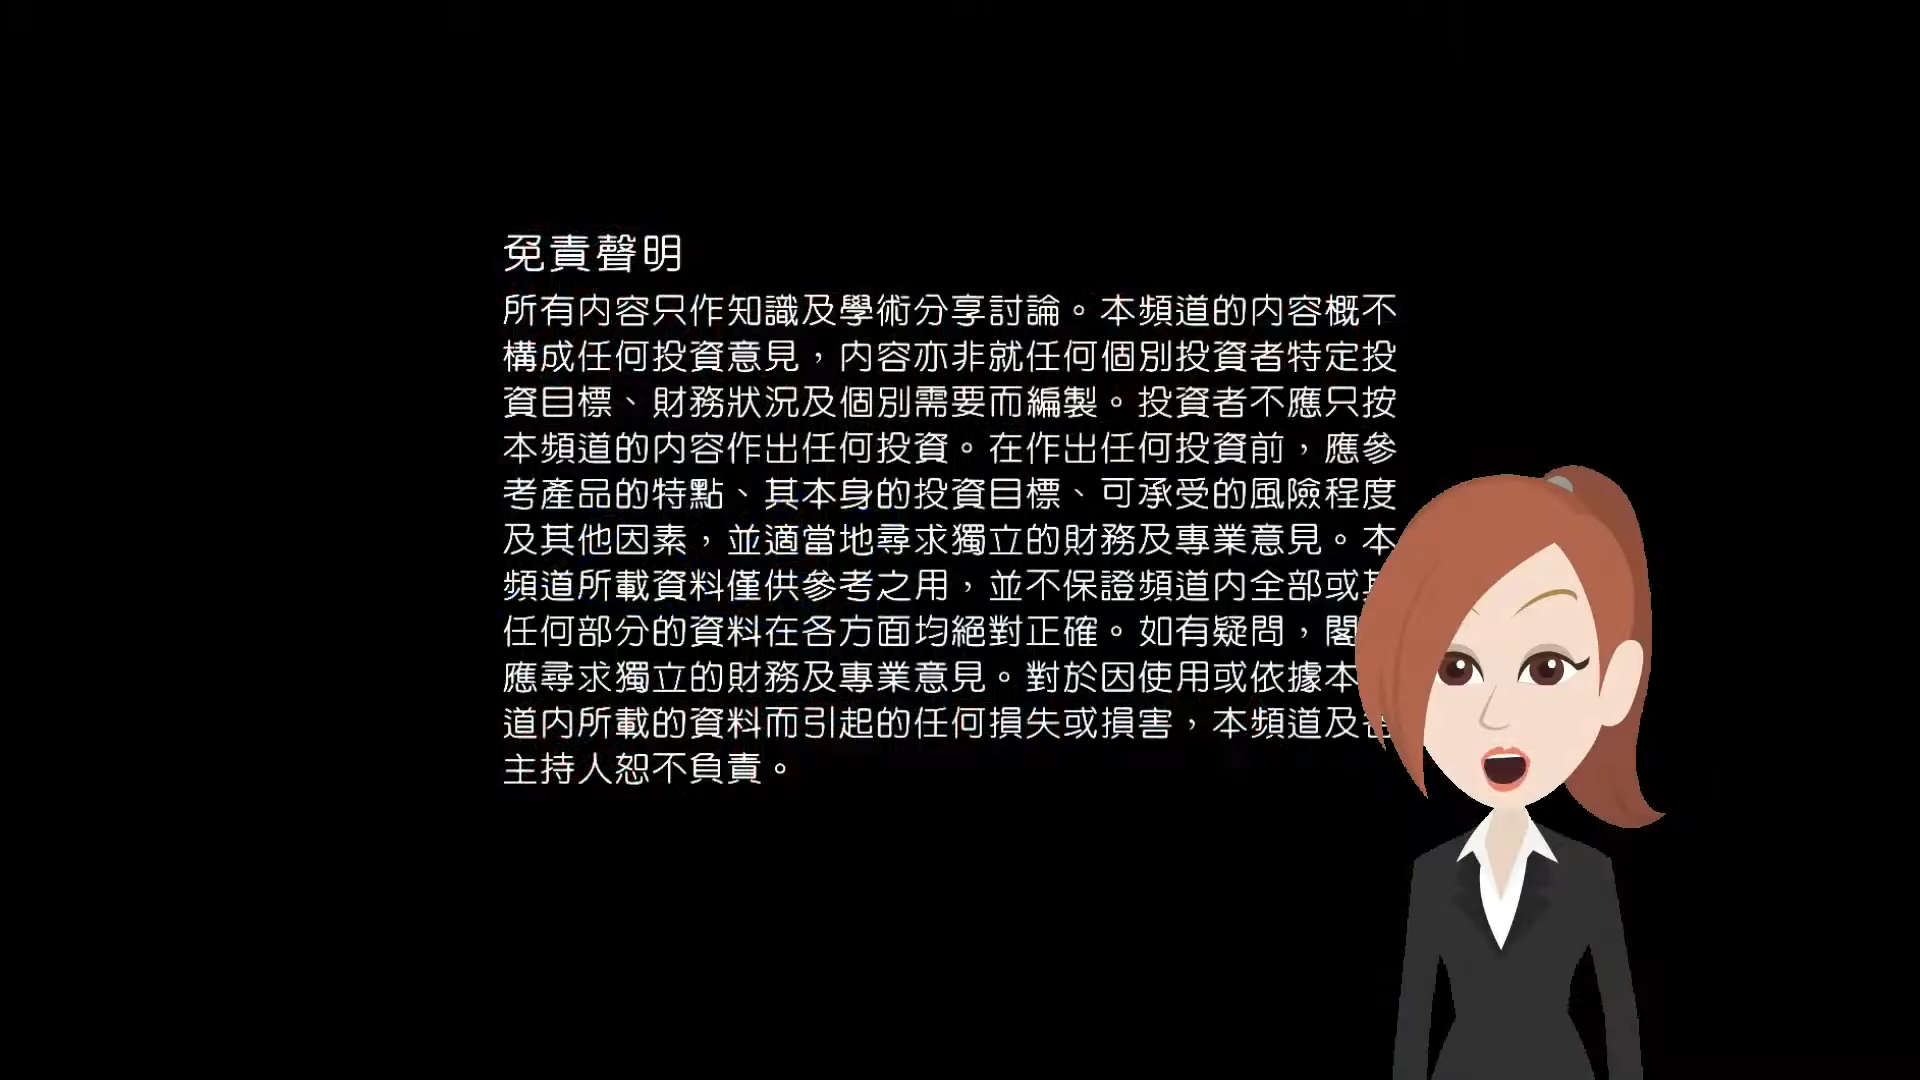 免責聲明
所有內容只作知識及學術分享討論。本頻道的內容概不
構成任何投資意見，內容亦非就任何個別投資者特定投
資目標、財務狀況及個別需要而編製。投資者不應只按
本頻道的內容作出任何投資。在作出任何投資前，應參
考產品的特點、其本身的投資目標、可承受的風險程度
及其他因素，並適當地尋求獨立的財務及專業意見。本
頻道所載資料僅供參考之用，並不保證頻道內全部或
任何部分的資料在各方面均絕對正確。如有疑問，閣
應尋求獨立的財務及專業意見。對於因使用或依據本
道內所載的資料而引起的任何損失或損害，本頻道及
主持人恕不負責。